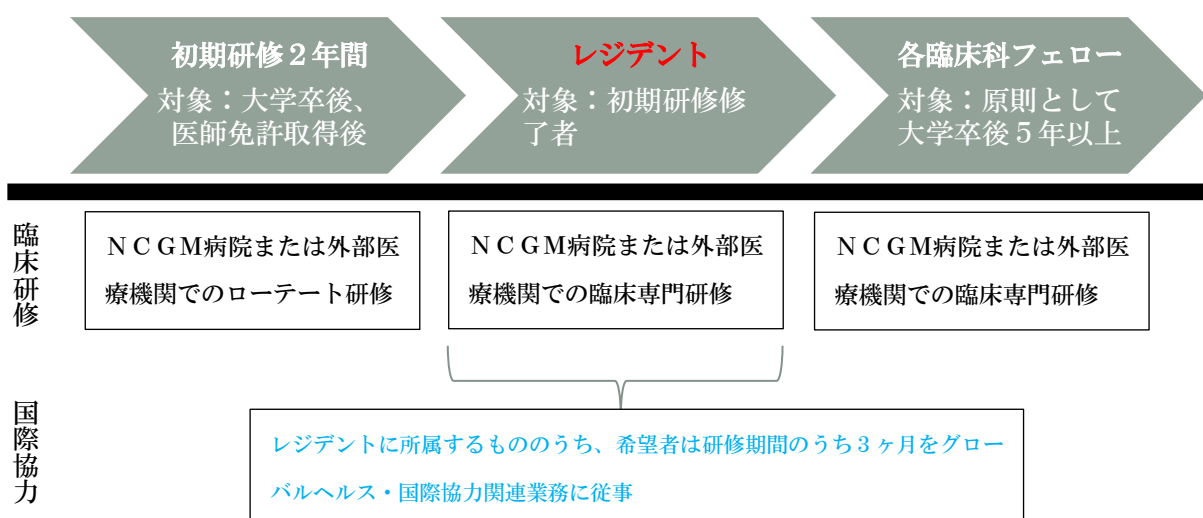 初期研修２年間
対象：大学卒後、
医師免許取得後
レジデント
対象：初期研修修
了者
各臨床科フェロー
対象：原則として
大学卒後５年以上
臨床研修
ＮＣＧＭ病院または外部医
療機関でのローテート研修
ＮＣＧＭ病院または外部医
療機関での臨床専門研修
ＮＣＧＭ病院または外部医
療機関での臨床専門研修
国際協力
レジデントに所属するもののうち、希望者は研修期間のうち３ヶ月をグロー
バルヘルス・国際協力関連業務に従事